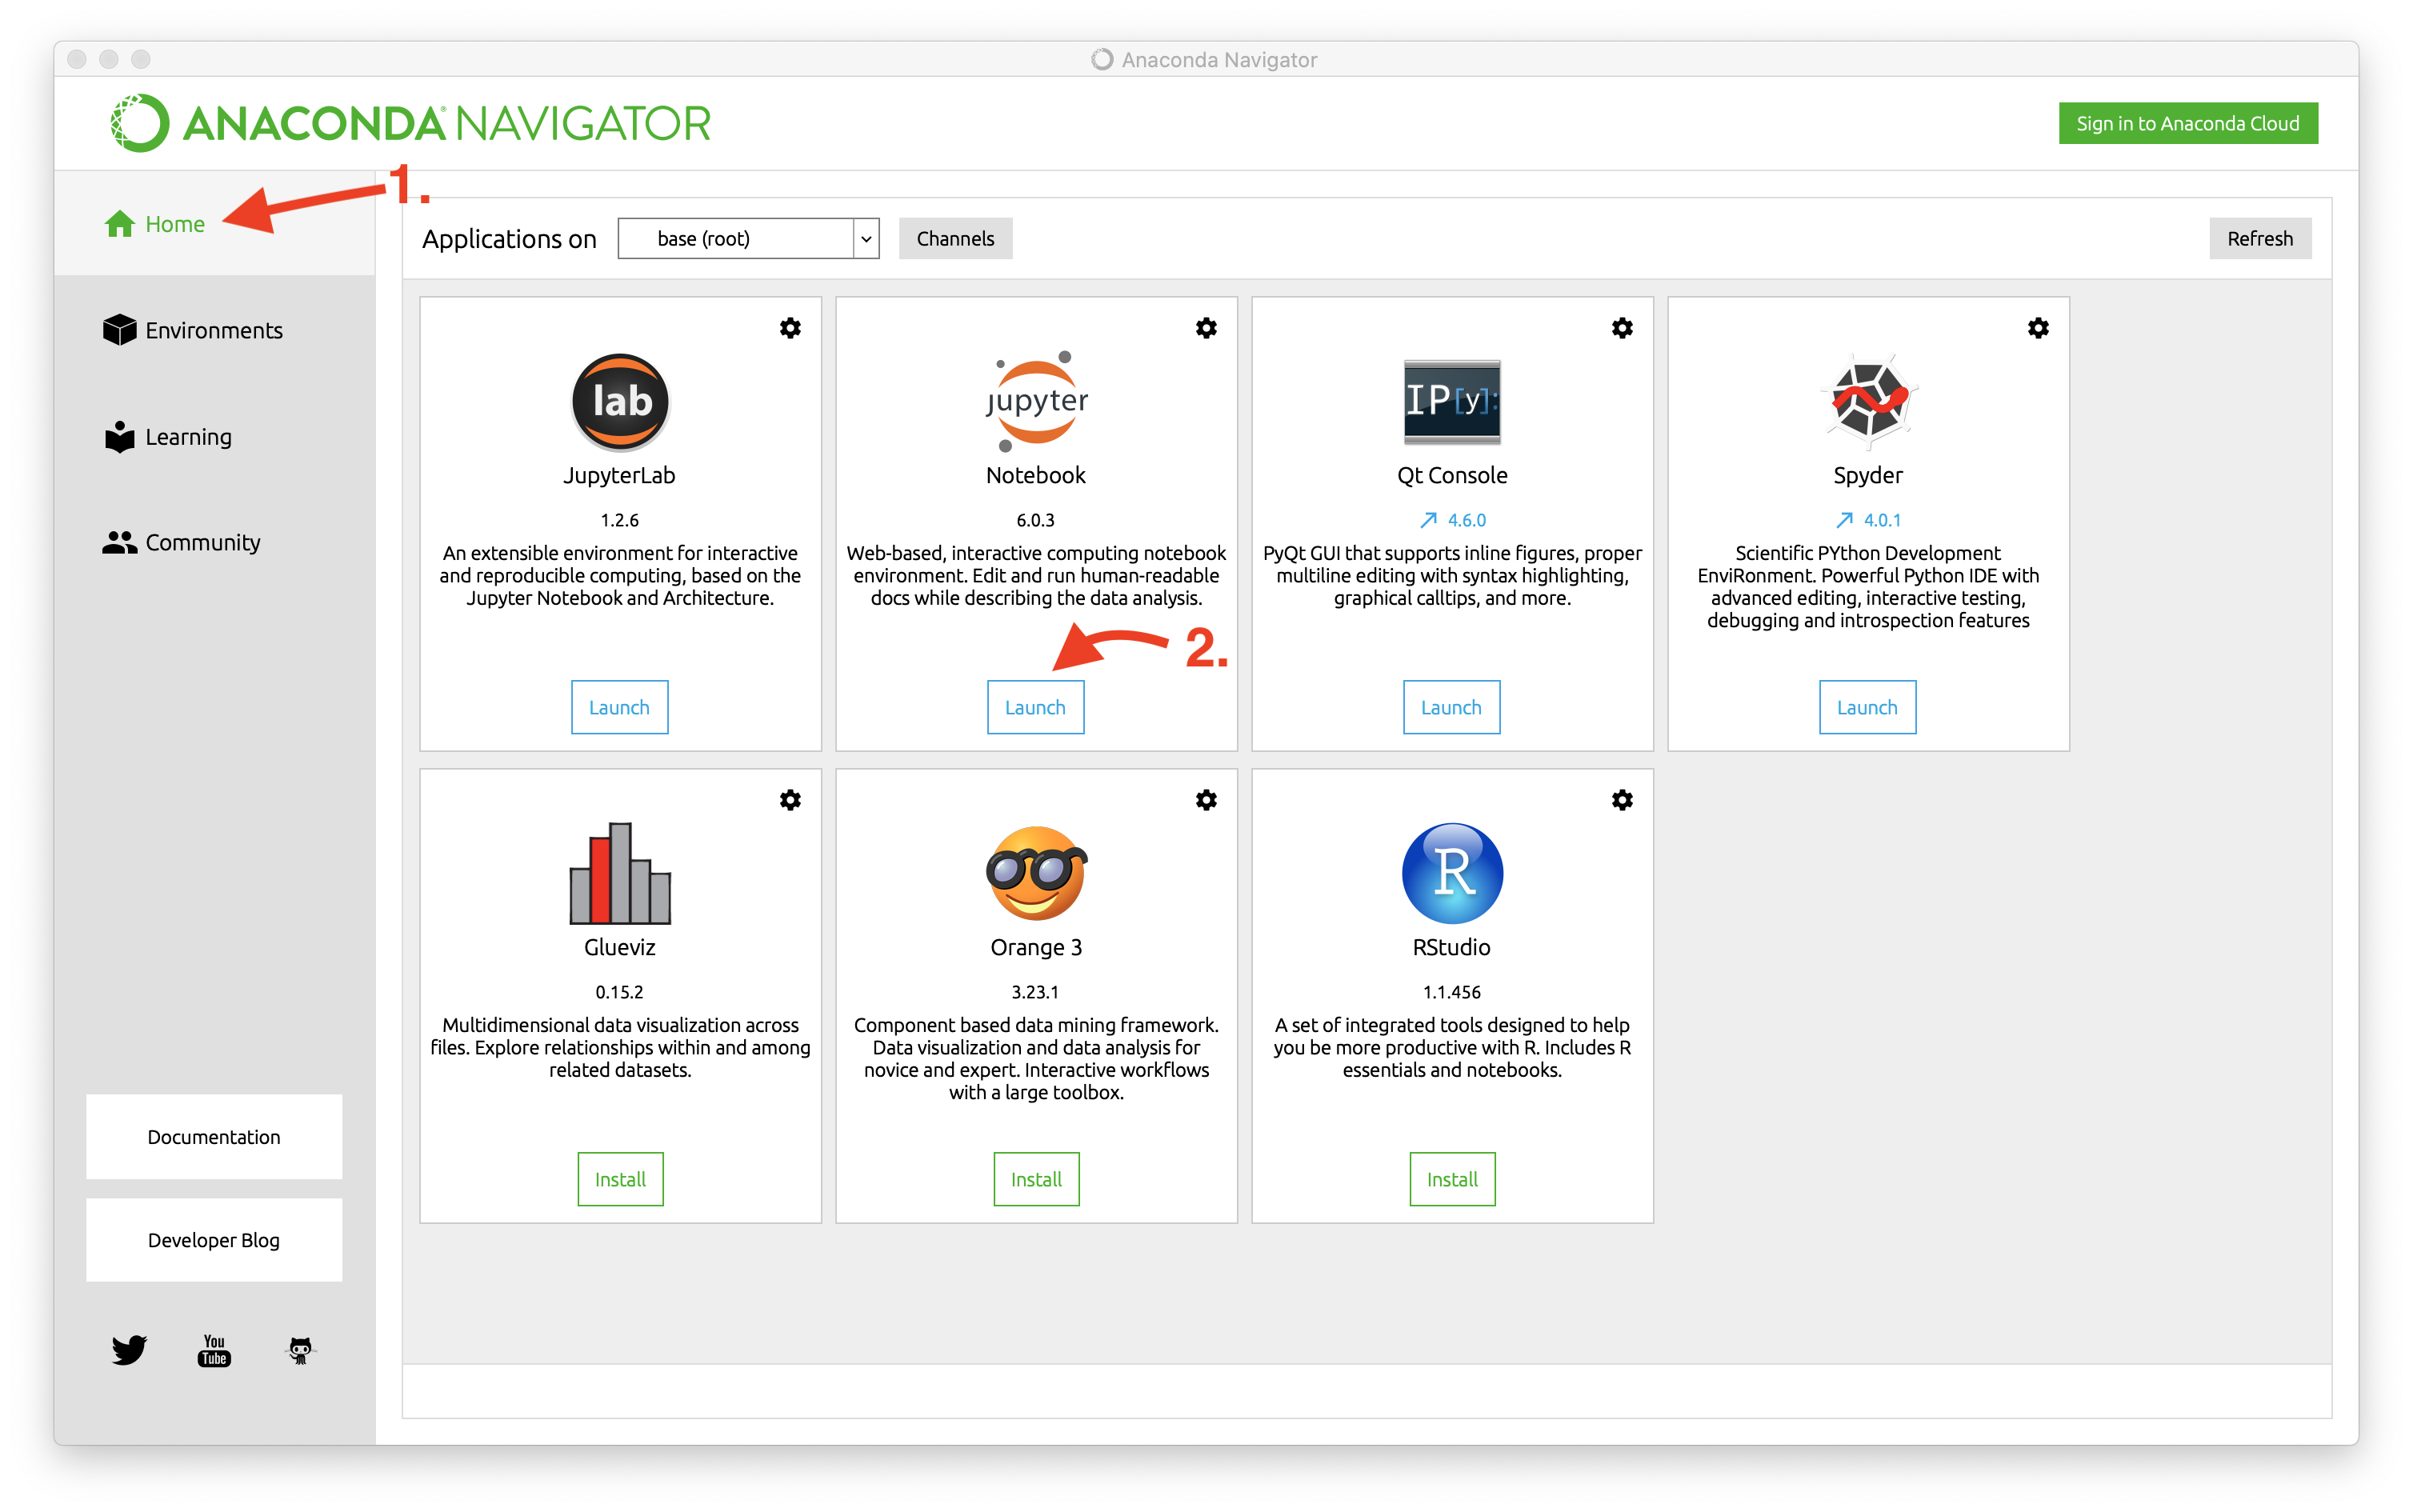 Anaconda Navigator
ANACONDA® NAVIGATOR
Sign in to Anaconda Cloud
1.
Home
Environments
Learning
Community
Documentation
Developer Blog
You
Tube
Applications on
base (root)
Channels
Refresh
lab
JupyterLab
1.2.6
An extensible environment for interactive
and reproducible computing, based on the
Jupyter Notebook and Architecture.
Launch
jupyter
Notebook
6.0.3
Web-based, interactive computing notebook
environment. Edit and run human-readable
docs while describing the data analysis.
2.
Launch
IP[y]:
Qt Console
4.6.0
PyQt GUI that supports inline figures, proper
multiline editing with syntax highlighting,
graphical calltips, and more.
Launch
Spyder
4.0.1
Scientific PYthon Development
EnviRonment. Powerful Python IDE with
advanced editing, interactive testing,
debugging and introspection features
Launch
Glueviz
0.15.2
Multidimensional data visualization across
files. Explore relationships within and among
related datasets.
Install
Orange 3
3.23.1
Component based data mining framework.
Data visualization and data analysis for
novice and expert. Interactive workflows
with a large toolbox.
Install
R
RStudio
1.1.456
A set of integrated tools designed to help
you be more productive with R. Includes R
essentials and notebooks.
Install